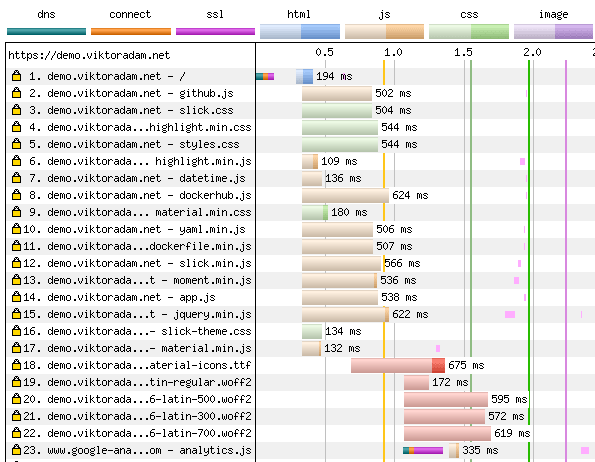 dns connect ssl html js css image
https://demo.viktoradam.net 0.5 1.0 1.5 2.0 2
1. demo.viktoradam.net - / 194 ms
2. demo.viktoradam.net - github.js 502 ms
3. demo.viktoradam.net - slick.css 504 ms
4. demo.viktorada...highlight.min.css 544 ms
5. demo.viktoradam.net - styles.css 544 ms
6. demo.viktorada... highlight.min.js 109 ms
7. demo.viktoradam.net - datetime.js 136 ms
8. demo.viktoradam.net - dockerhub.js 624 ms
9. demo.viktorada... material.min.css 180 ms
10. demo.viktoradam.net - yaml.min.js 506 ms
11. demo.viktorada...dockerfile.min.js 507 ms
12. demo.viktoradam.net - slick.min.js 566 ms
13. demo.viktorada...t - moment.min.js 536 ms
14. demo.viktoradam.net - app.js 538 ms
15. demo.viktorada...t - jquery.min.js 622 ms
16. demo.viktorada...- slick-theme.css 134 ms
17. demo.viktorada...- material.min.js 132 ms
18. demo.viktorada...aterial-icons.ttf 675 ms
19. demo.viktorada...tin-regular.woff2 172 ms
20. demo.viktorada...6-latin-500.woff2 595 ms
21. demo.viktorada...6-latin-300.woff2 572 ms
22. demo.viktorada...6-latin-700.woff2 619 ms
23. www.google-ana...om - analytics.js 335 ms